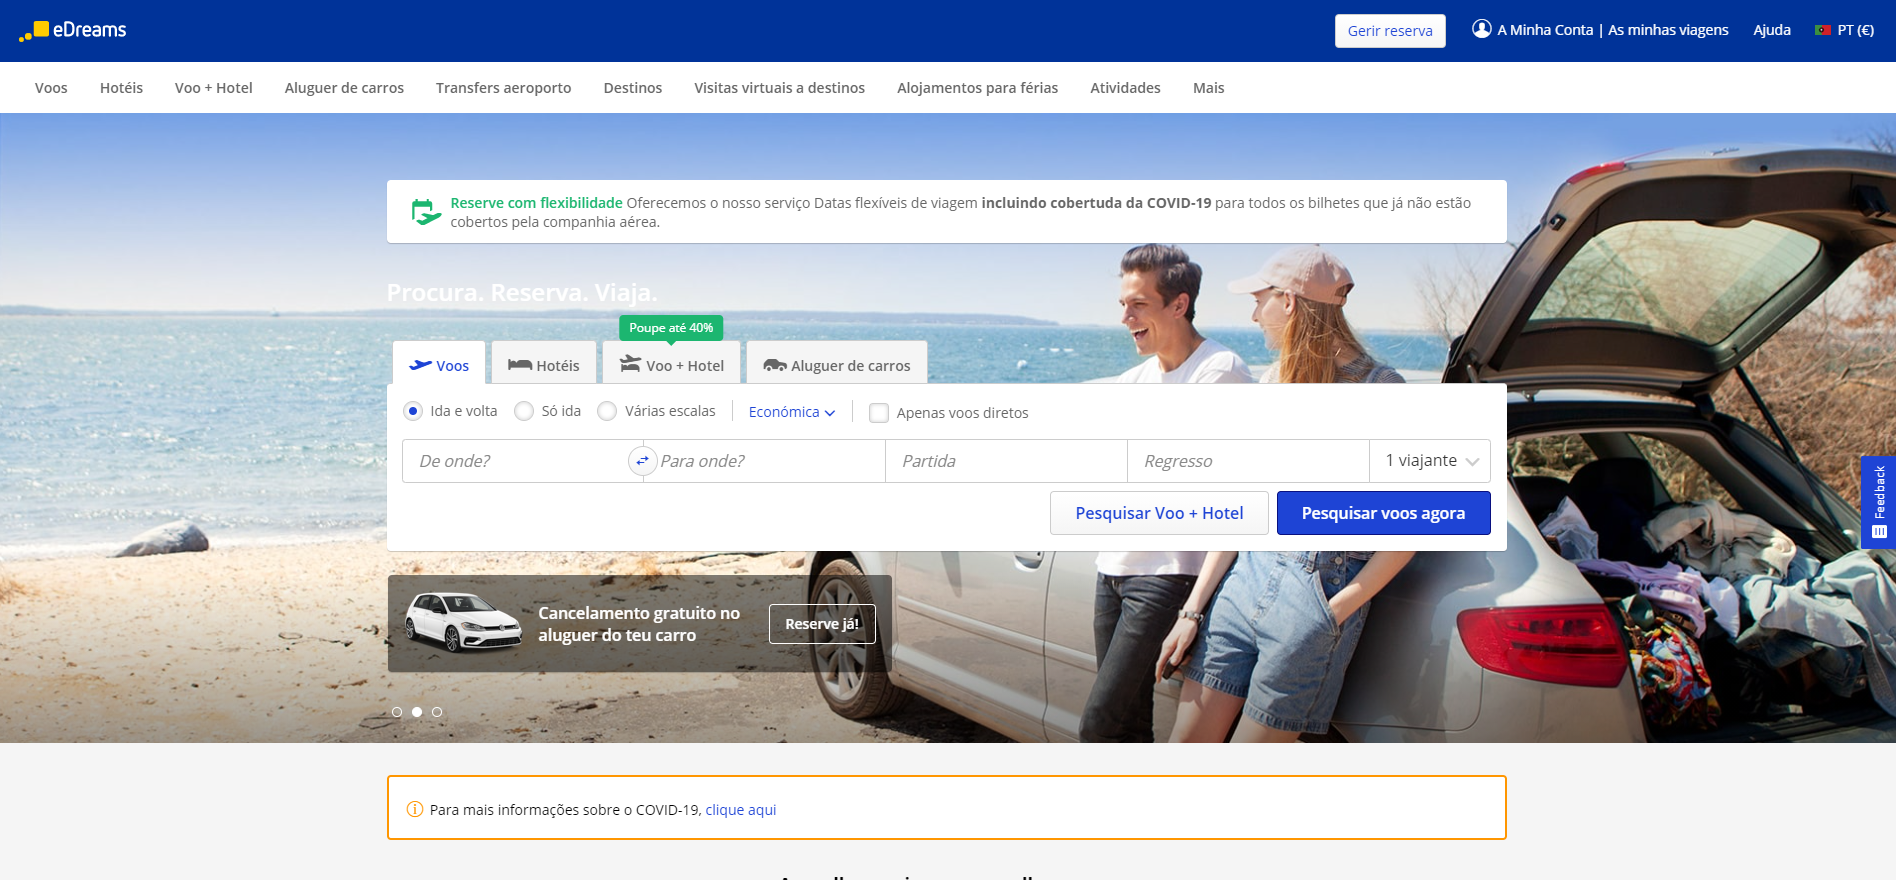 eDreams
Gerir reserva
A Minha Conta | As minhas viagens
Ajuda
PT (€)
Voos
Hotéis
Voo + Hotel
Aluguer de carros
Transfers aeroporto
Destinos
Visitas virtuais a destinos
Alojamentos para férias
Atividades
Mais
Reserve com flexibilidade Oferecemos o nosso serviço Datas flexíveis de viagem incluindo cobertuda da COVID-19 para todos os bilhetes que já não estão
cobertos pela companhia aérea.
Procura. Reserva. Viaja.
Poupe até 40%
Voos
Hotéis
Voo + Hotel
Aluguer de carros
Ida e volta
Só ida
Várias escalas
Económica
Apenas voos diretos
De onde?
Para onde?
Partida
Regresso
1 viajante
Pesquisar Voo + Hotel
Pesquisar voos agora
Feedback
Cancelamento gratuito no
aluguer do teu carro
Reserve já!
Para mais informações sobre o COVID-19, clique aqui